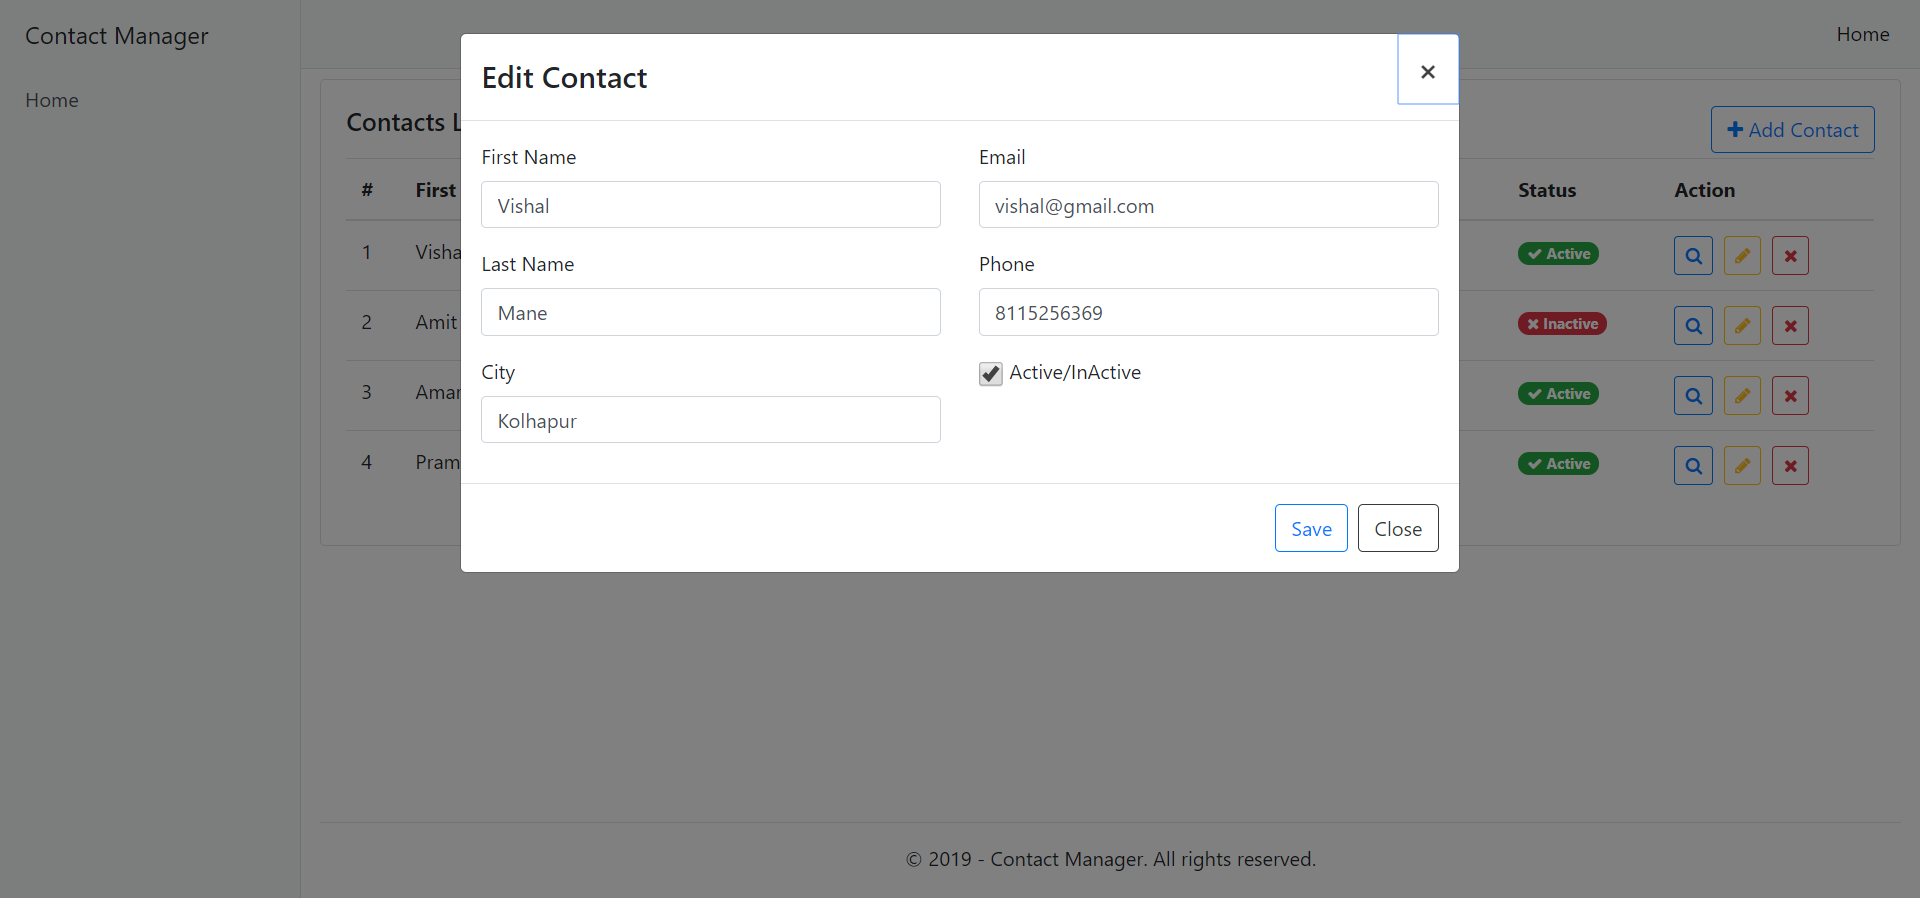 Contact Manager
Home
Home
Edit Contact
×
Contacts L
+ Add Contact
First Name
Email
Vishal
vishal@gmail.com
# First Status Action
Last Name
Phone
Mane
8115256369
1 Visha Active
2 Amit Inactive
City
Active/InActive
Kolhapur
3 Amar Active
4 Pram Active
Save
Close
© 2019 - Contact Manager. All rights reserved.